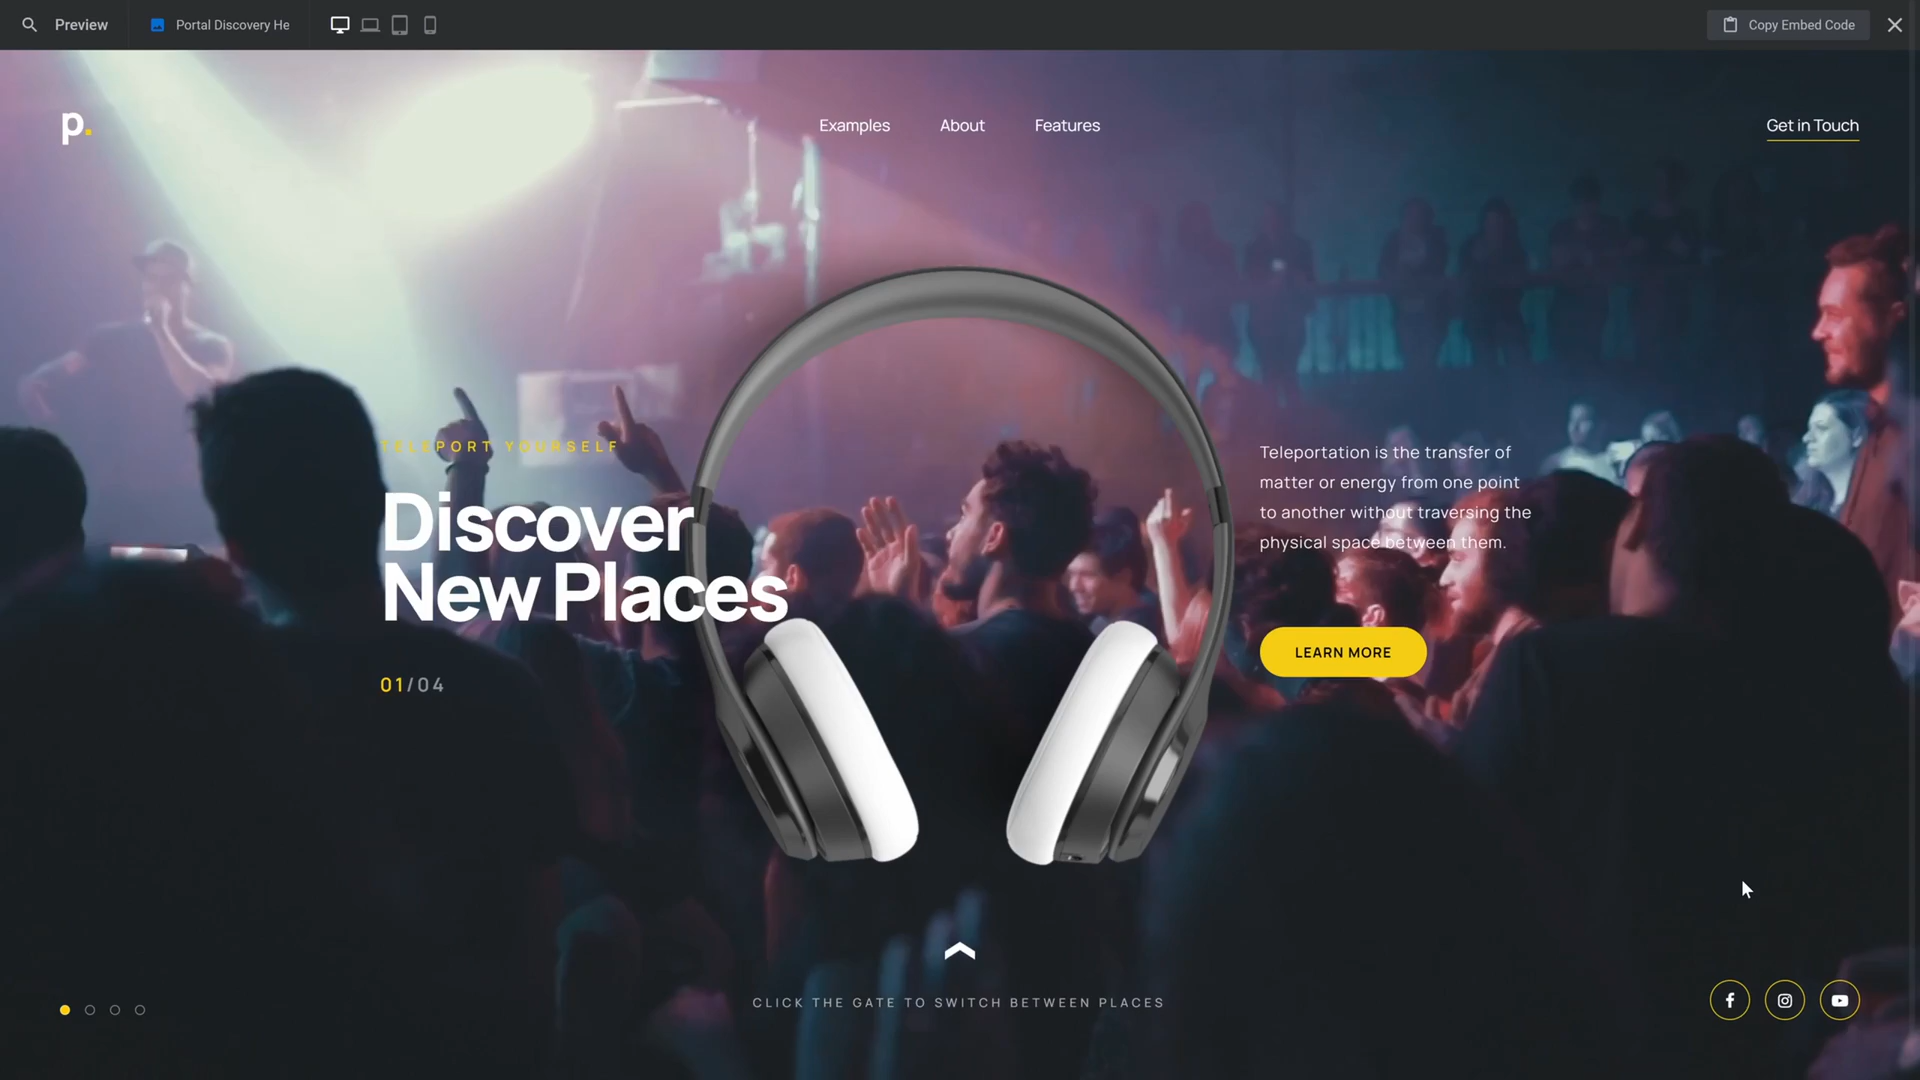 Preview
Portal Discovery He
Copy Embed Code
p.
Examples
About
Features
Get in Touch
TELEPORT YOURSELF
Discover
New Places
01/04
Teleportation is the transfer of
matter or energy from one point
to another without traversing the
physical space between them.
LEARN MORE
CLICK THE GATE TO SWITCH BETWEEN PLACES